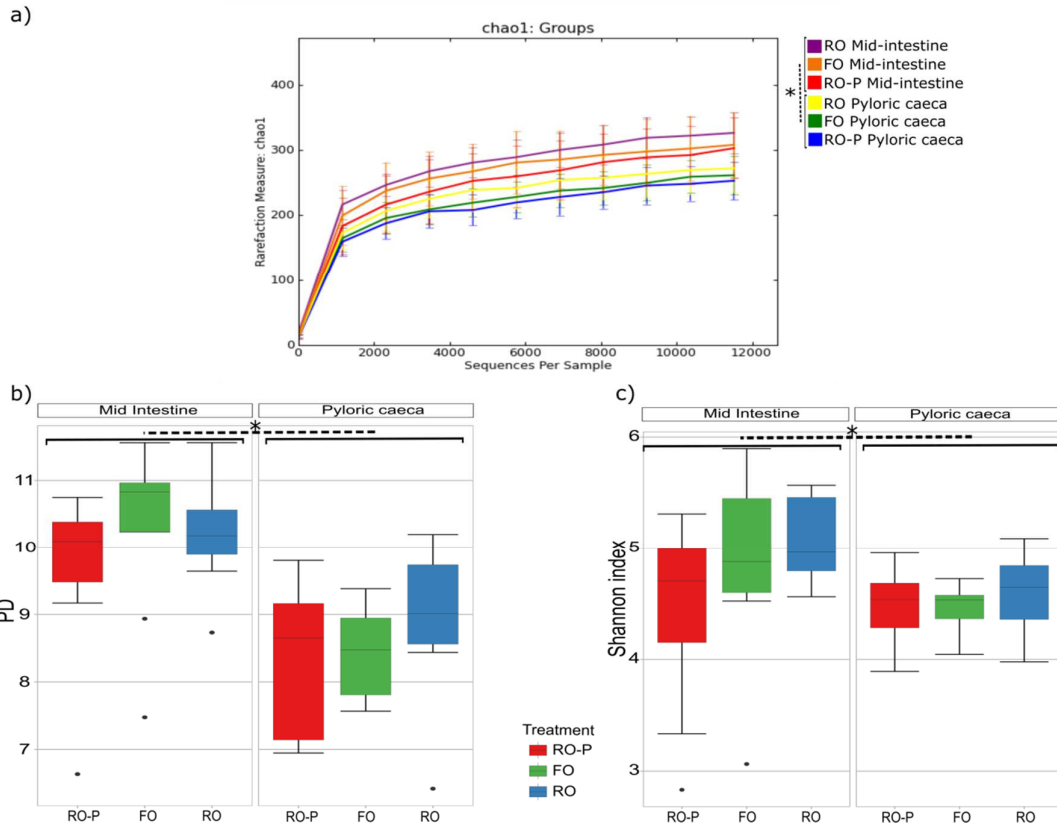 a)
chao1: Groups
Rarefaction Measure: chao1
400
300
200
100
0
0 2000 4000 6000 8000 10000 12000
Sequences Per Sample
RO Mid-intestine
FO Mid-intestine
RO-P Mid-intestine
RO Pyloric caeca
FO Pyloric caeca
RO-P Pyloric caeca
*
b)
Mid Intestine Pyloric caeca
*
PD
11
10
9
8
7
RO-P FO RO RO-P FO RO
Treatment
RO-P
FO
RO
c)
Mid Intestine Pyloric caeca
*
Shannon index
6
5
4
3
RO-P FO RO RO-P FO RO